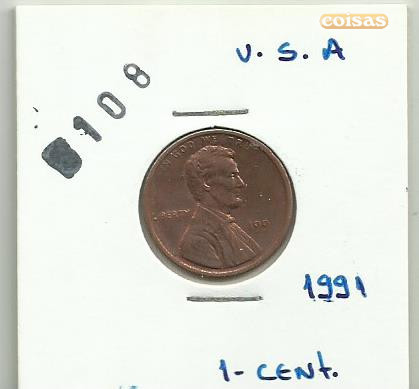 coisas
U.S.A
108
IN GOD WE TRUST
LIBERTY
1991
1-CENT.